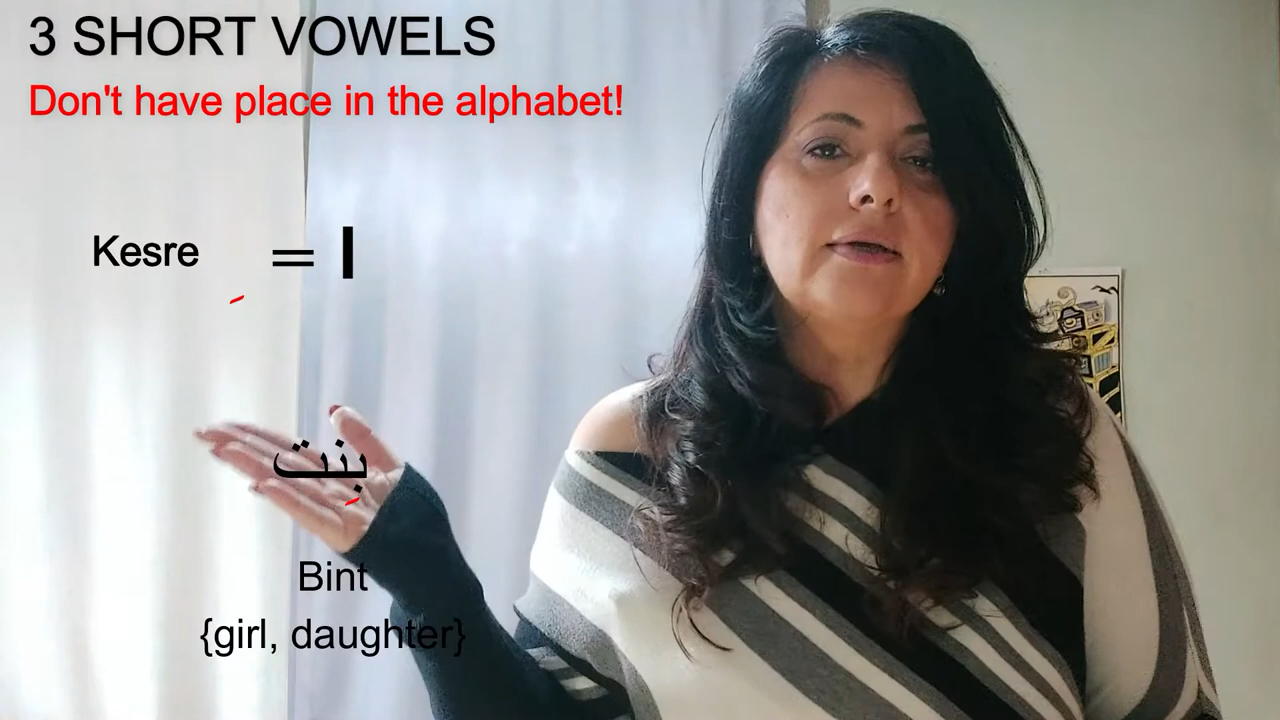 3 SHORT VOWELS
Don't have place in the alphabet!
Kesre = I
ِ
بِنت
Bint
{girl, daughter}